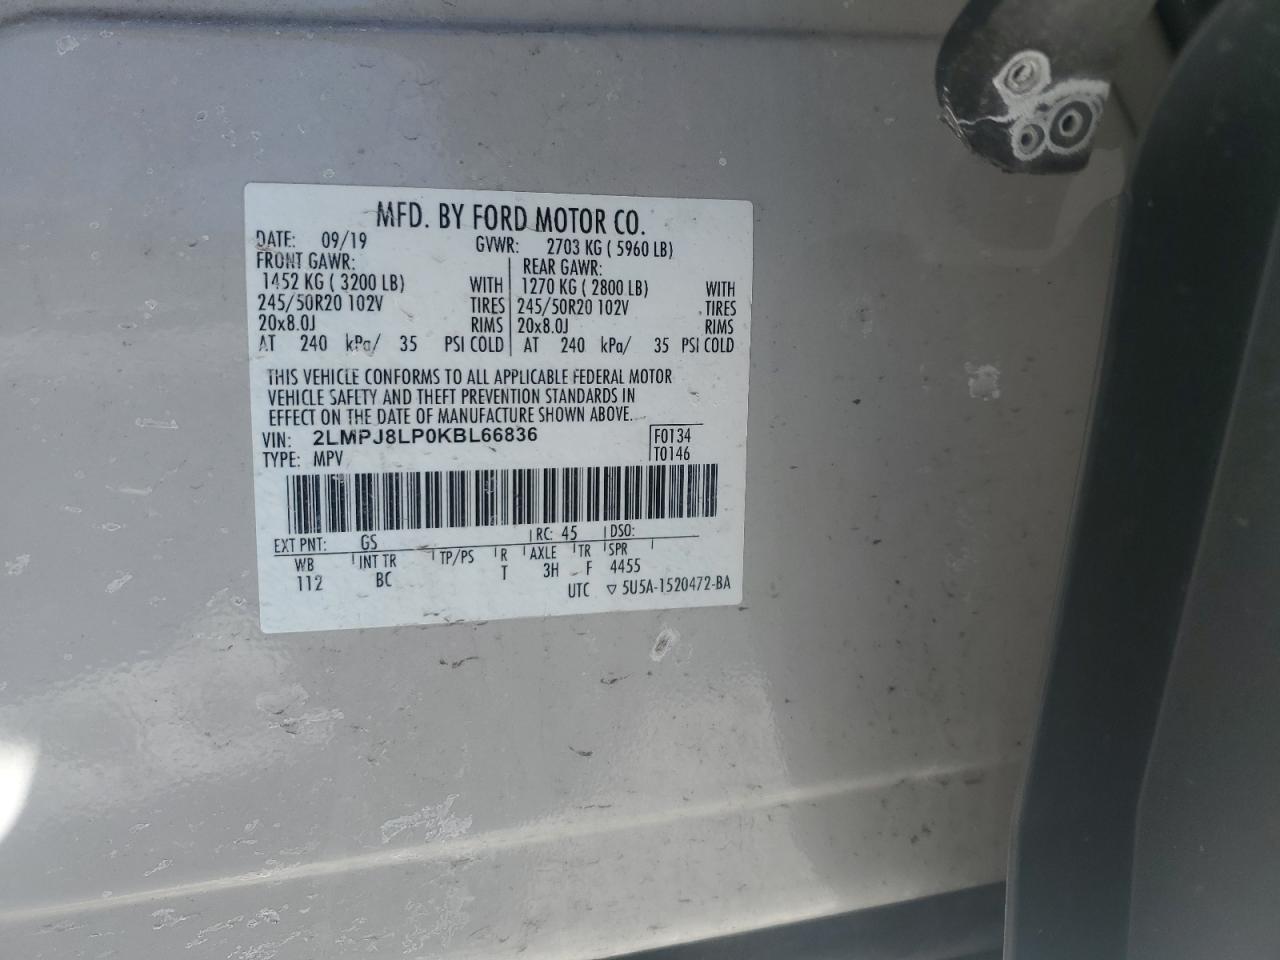 MFD. BY FORD MOTOR CO.
DATE: 09/19 GVWR: 2703 KG ( 5960 LB)
FRONT GAWR: REAR GAWR:
1452 KG ( 3200 LB) WITH 1270 KG ( 2800 LB) WITH
245/50R20 102V TIRES 245/50R20 102V TIRES
20x8.0J RIMS 20x8.0J RIMS
AT 240 kPa/ 35 PSI COLD AT 240 kPa/ 35 PSI COLD
THIS VEHICLE CONFORMS TO ALL APPLICABLE FEDERAL MOTOR
VEHICLE SAFETY AND THEFT PREVENTION STANDARDS IN
EFFECT ON THE DATE OF MANUFACTURE SHOWN ABOVE.
VIN: 2LMPJ8LP0KBL66836 F0134
TYPE: MPV T0146
EXT PNT: GS RC: 45 DSO:
WB INT TR TP/PS R AXLE TR SPR
112 BC T 3H F 4455
UTC ▽ 5U5A-1520472-BA